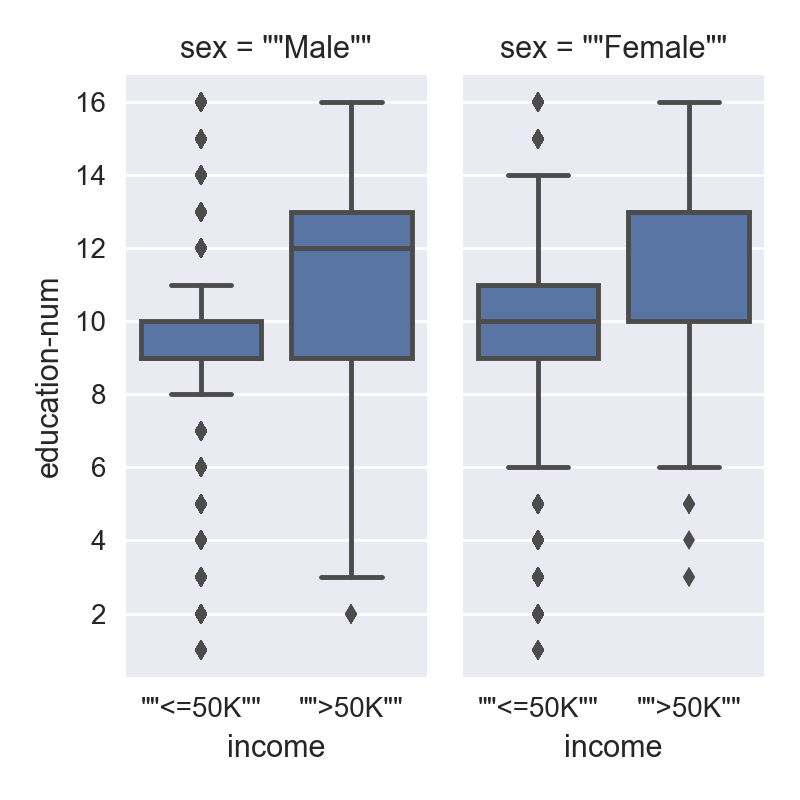 sex = ""Male""
sex = ""Female""
education-num
16
14
12
10
8
6
4
2
""<=50K""
"">50K""
""<=50K""
"">50K""
income
income